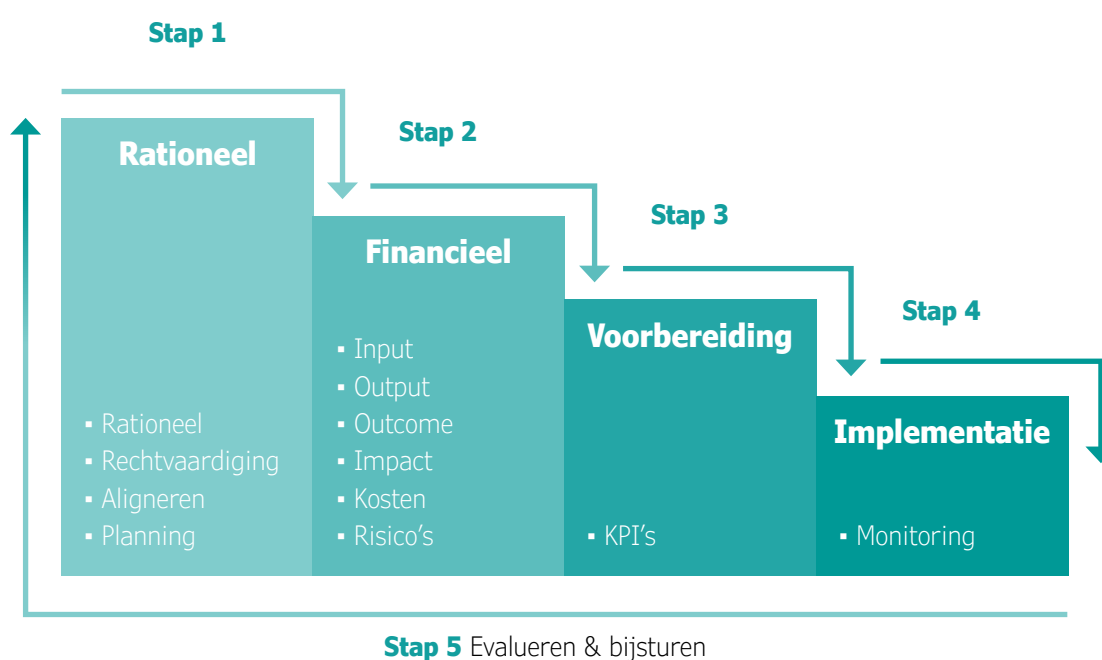 Stap 1
Rationeel
▪ Rationeel
▪ Rechtvaardiging
▪ Aligneren
▪ Planning
Stap 2
Financieel
▪ Input
▪ Output
▪ Outcome
▪ Impact
▪ Kosten
▪ Risico’s
Stap 3
Voorbereiding
▪ KPI’s
Stap 4
Implementatie
▪ Monitoring
Stap 5 Evalueren & bijsturen